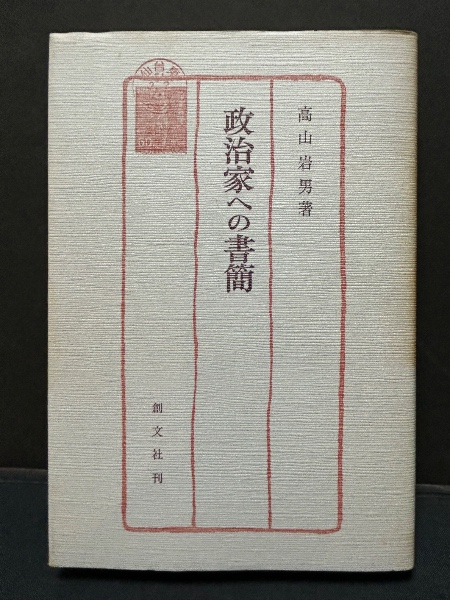 高山岩男著
政治家への書簡
創文社刊